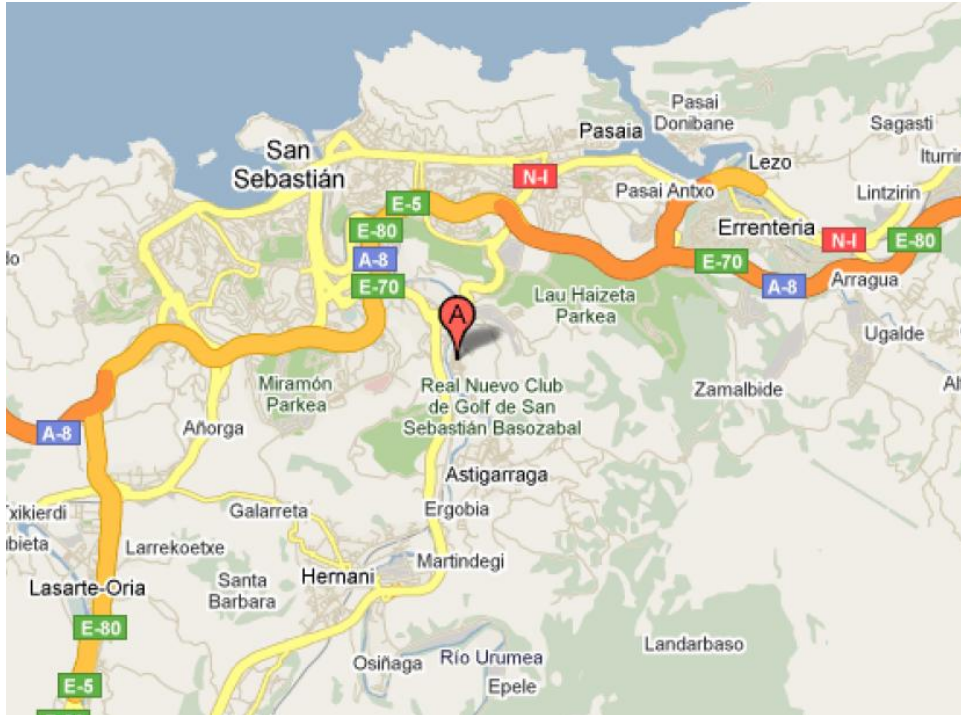 Pasai
Donibane
Sagasti
Pasaia
San
Sebastián
Lezo
N-I
Pasai Antxo
Lintzirin
E-5
E-80
Errenteria
N-I
E-80
A-8
E-70
E-70
A-8
Arragua
Lau Haizeta
Parkea
A
Ugalde
Miramón
Parkea
Real Nuevo Club
de Golf de San
Sebastián Basozabal
Zamalbide
A-8
Añorga
Astigarraga
Galarreta
Ergobia
Larrekoetxe
Martindegi
Hernani
Santa
Barbara
Lasarte-Oria
E-80
Landarbaso
Osiñaga
Río Urumea
Epele
E-5